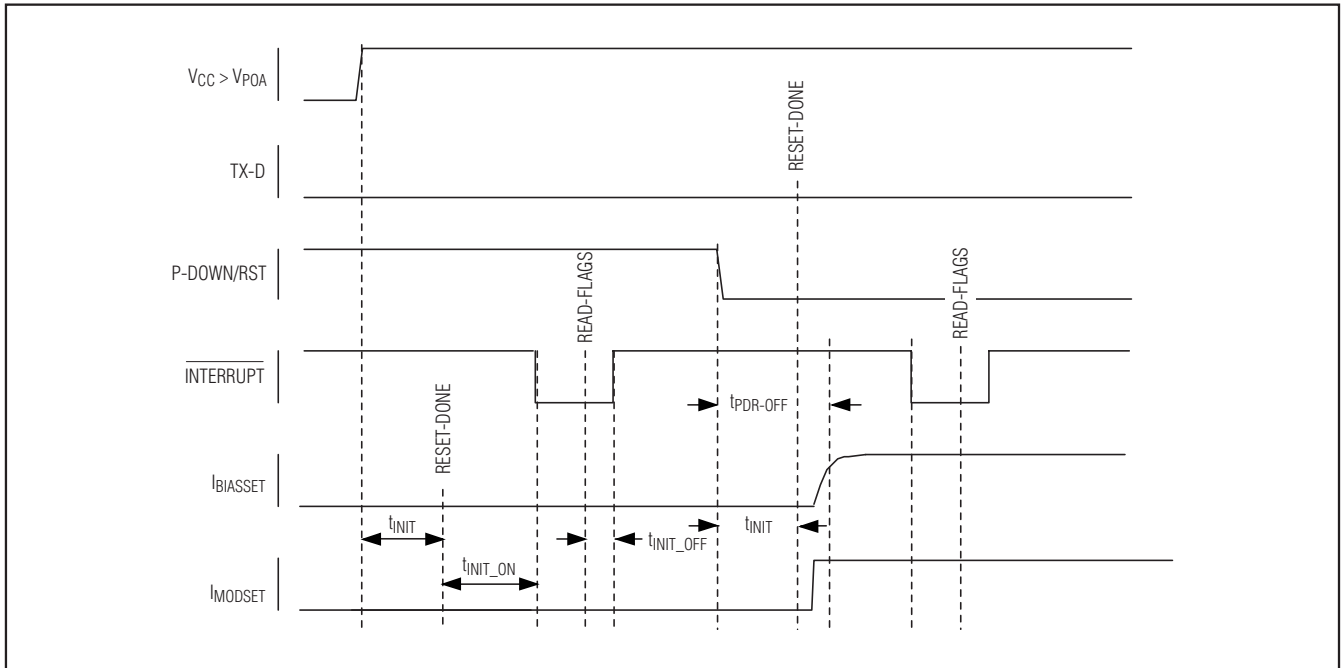 VCC > VPOA
RESET-DONE
TX-D
P-DOWN/RST
READ-FLAGS
READ-FLAGS
INTERRUPT
tPDR-OFF
RESET-DONE
IBIASSET
tINIT
tINIT_OFF
tINIT
tINIT_ON
IMODSET